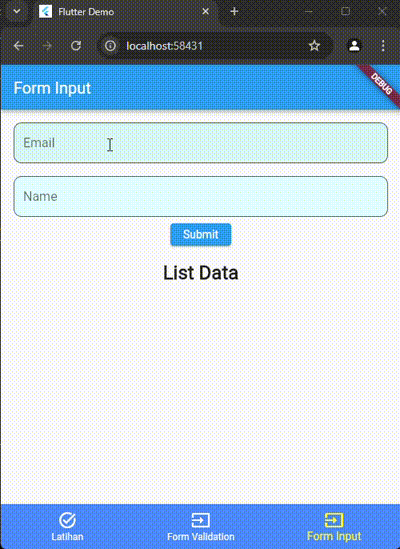 Flutter Demo
localhost:58431
Form Input
DEBUG
Email
Name
Submit
List Data
Latihan
Form Validation
Form Input